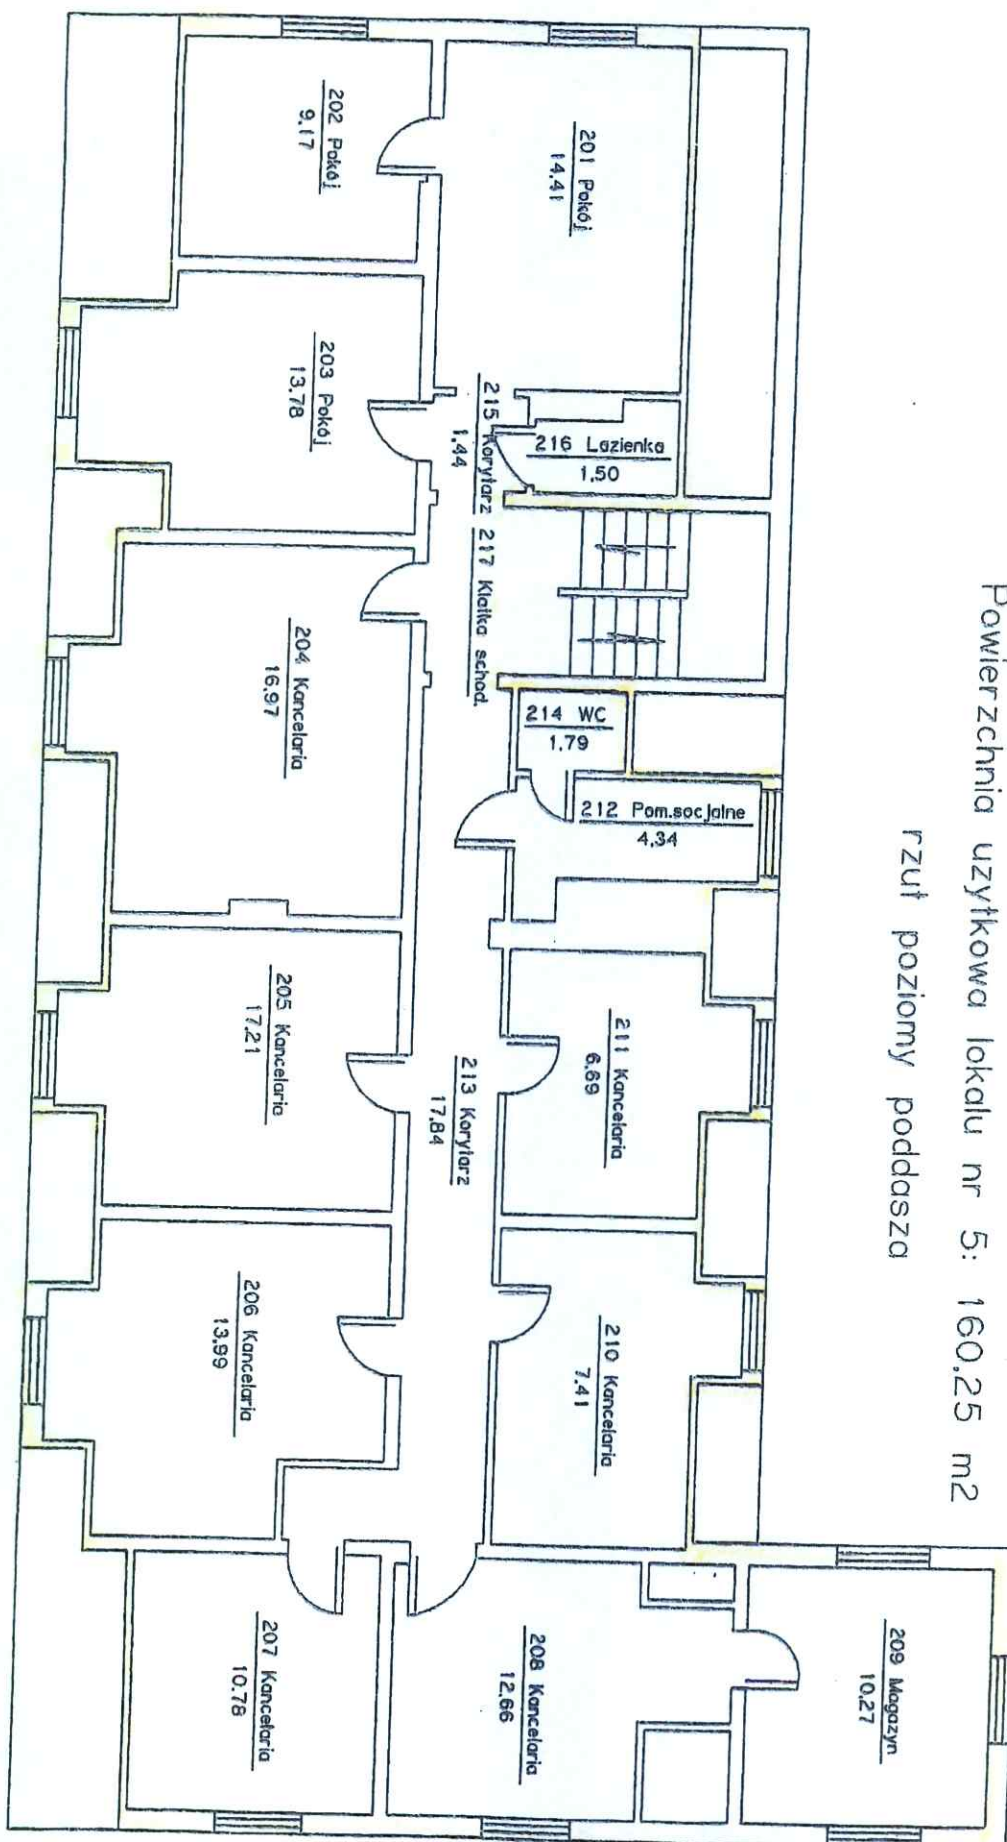 Powierzchnia uzytkowa lokalu nr 5: 160,25 m2
rzut poziomy poddasza
201 Pokój
14.41
202 Pokój
9.17
203 Pokój
13.78
204 Kancelaria
16.97
205 Kancelaria
17.21
206 Kancelaria
13.99
207 Kancelaria
10.78
208 Kancelaria
12.66
209 Magazyn
10.27
210 Kancelaria
7.41
211 Kancelaria
6.69
212 Pom.socjalne
4.34
213 Korytarz
17.84
214 WC
1.79
215 Korytarz
1.44
216 Lazienka
1.50
217 Klatka schod.